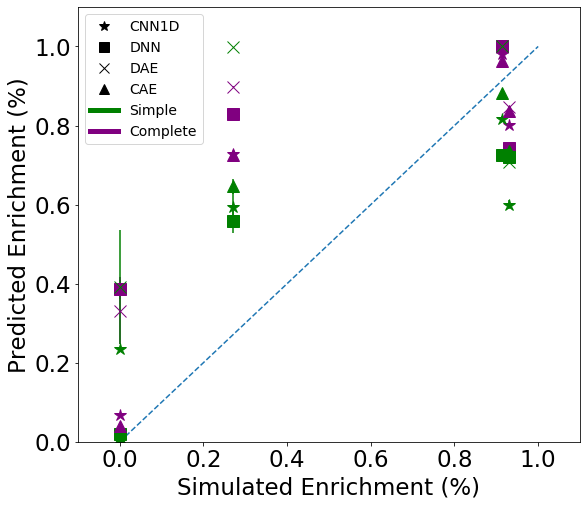 CNN1D
DNN
DAE
CAE
Simple
Complete
Predicted Enrichment (%)
1.0
0.8
0.6
0.4
0.2
0.0
0.0 0.2 0.4 0.6 0.8 1.0
Simulated Enrichment (%)